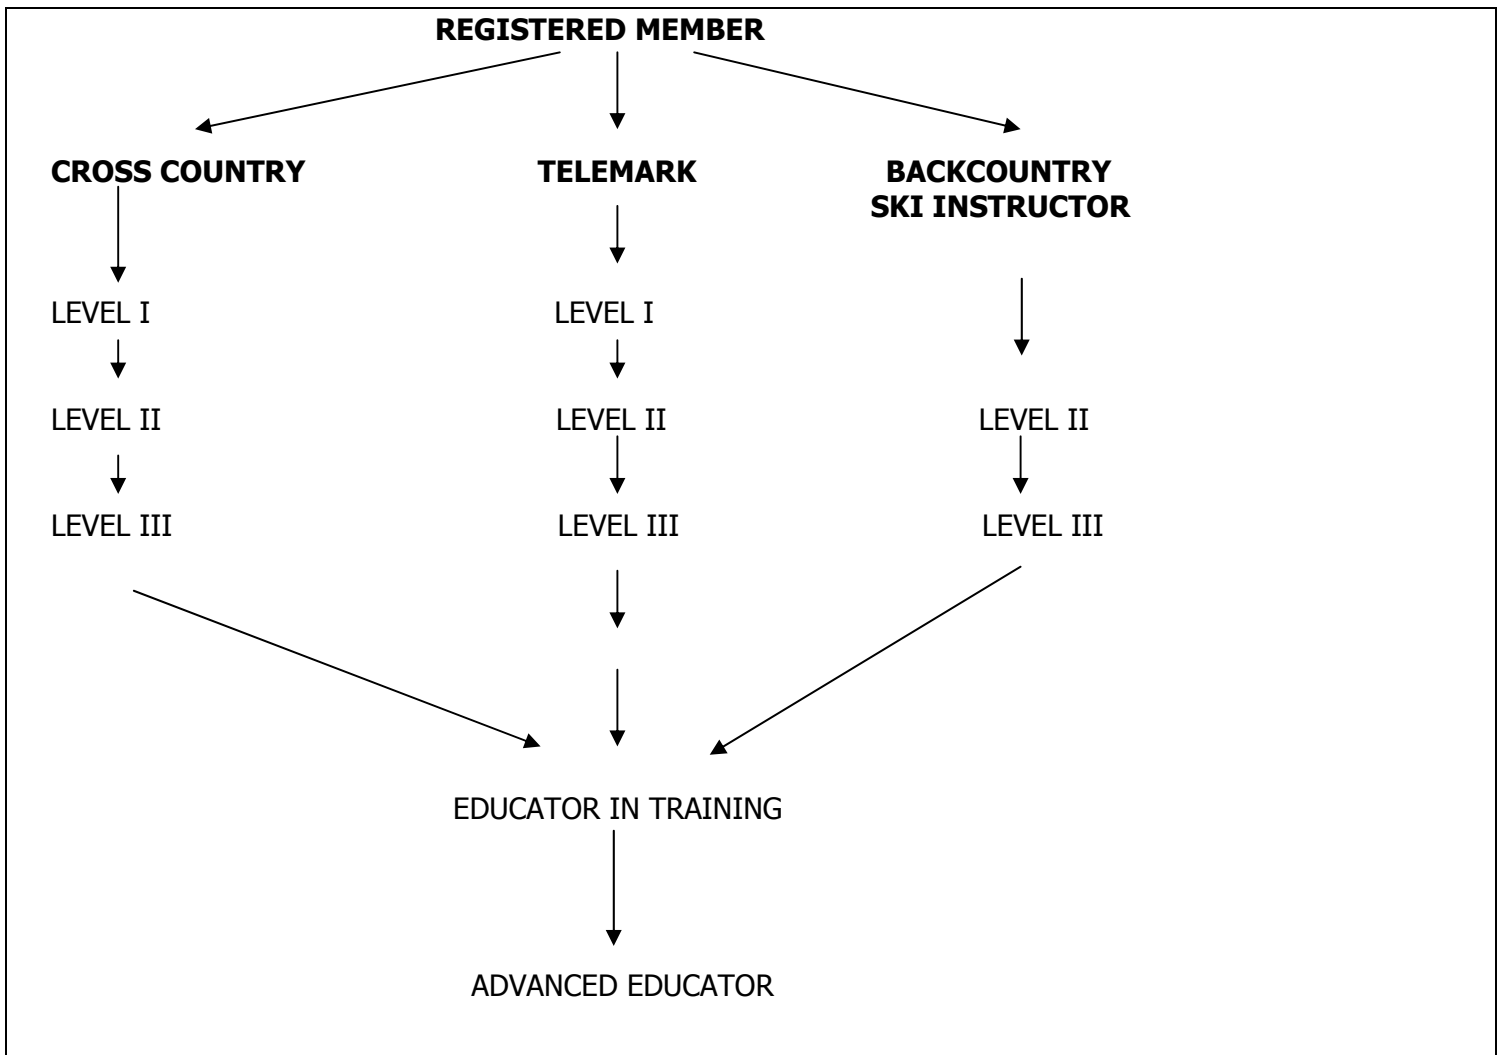 REGISTERED MEMBER
CROSS COUNTRY
TELEMARK
BACKCOUNTRY
SKI INSTRUCTOR
LEVEL I
LEVEL I
LEVEL II
LEVEL II
LEVEL II
LEVEL III
LEVEL III
LEVEL III
EDUCATOR IN TRAINING
ADVANCED EDUCATOR